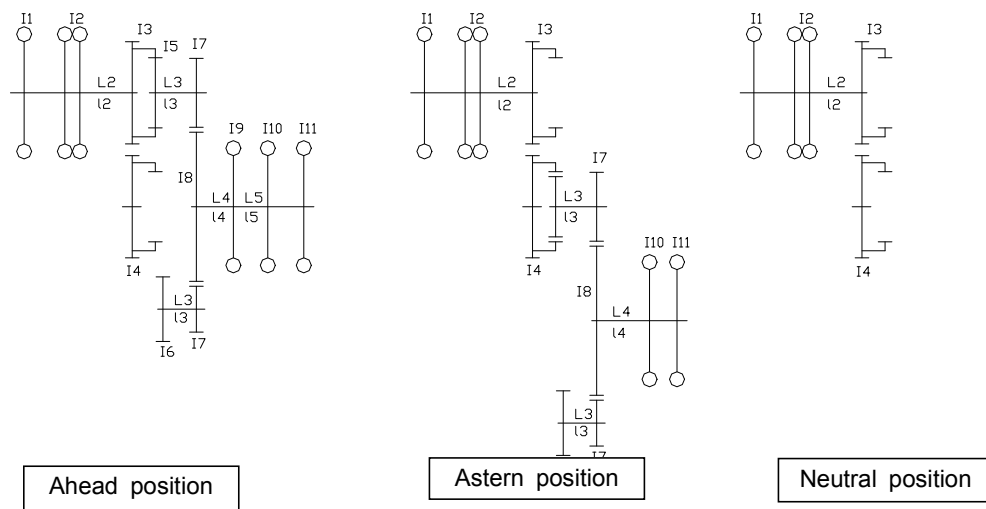 I1 I2 I3 I5 I7
L2 L3
l2 l3
I9 I10 I11
I8 L4 L5
l4 l5
I4
L3
l3
I6 I7
Ahead position
I1 I2 I3
L2
l2
I7
L3
l3
I4
I10 I11
I8
L4
l4
L3
l3
I7
Astern position
I1 I2 I3
L2
l2
I4
Neutral position